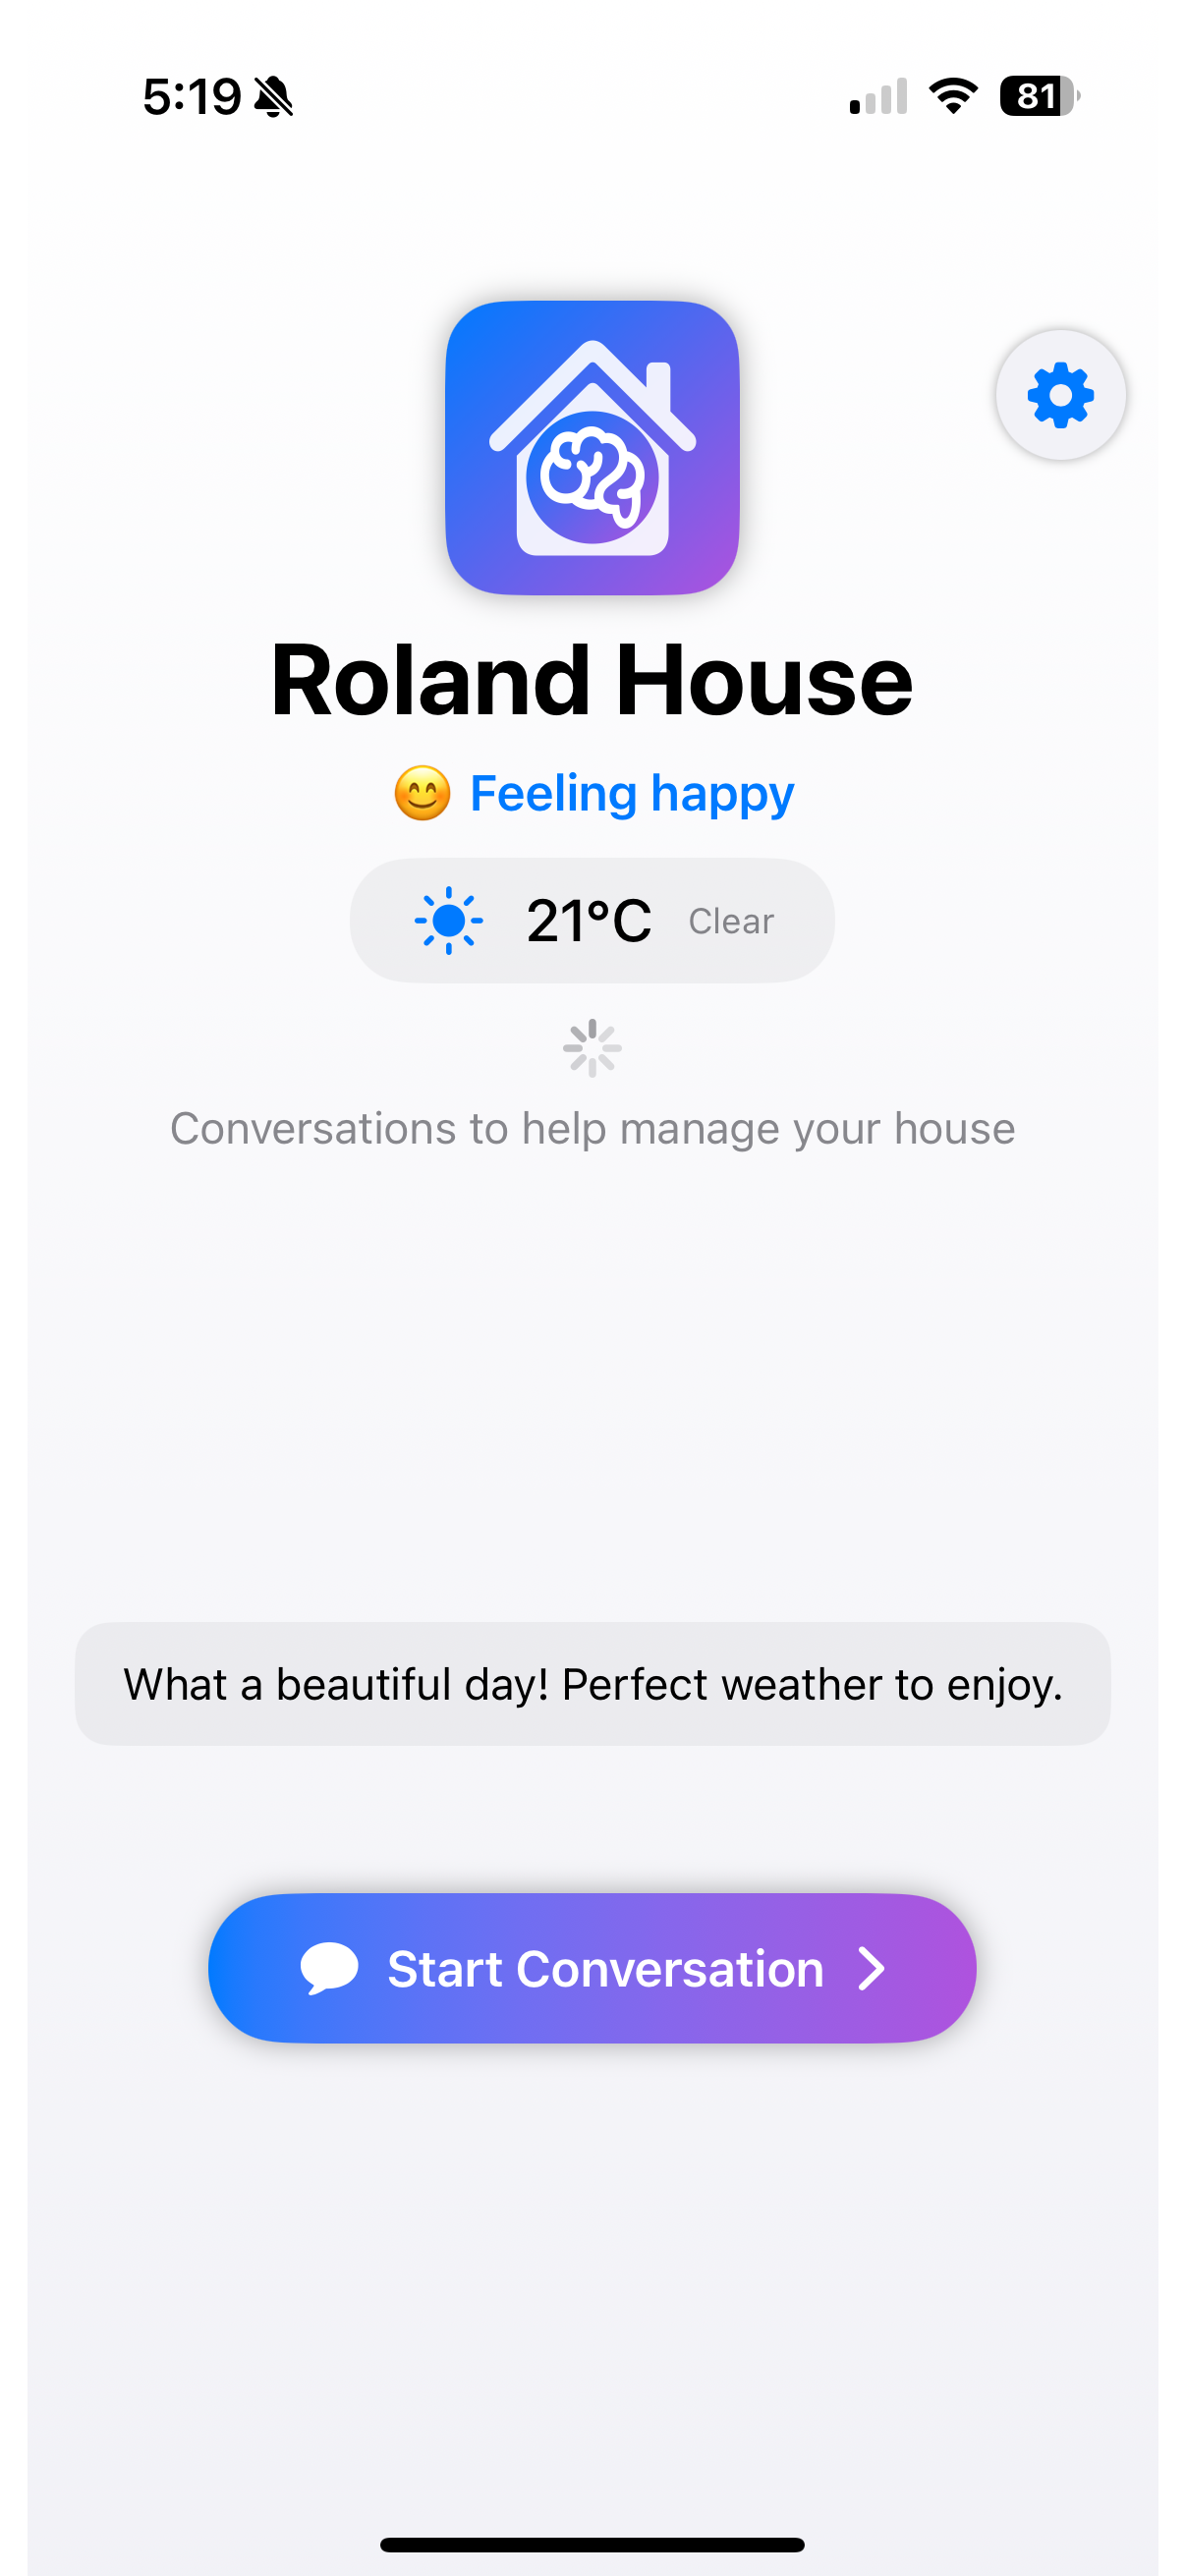 5:19
81
Roland House
😊 Feeling happy
21°C Clear
Conversations to help manage your house
What a beautiful day! Perfect weather to enjoy.
Start Conversation